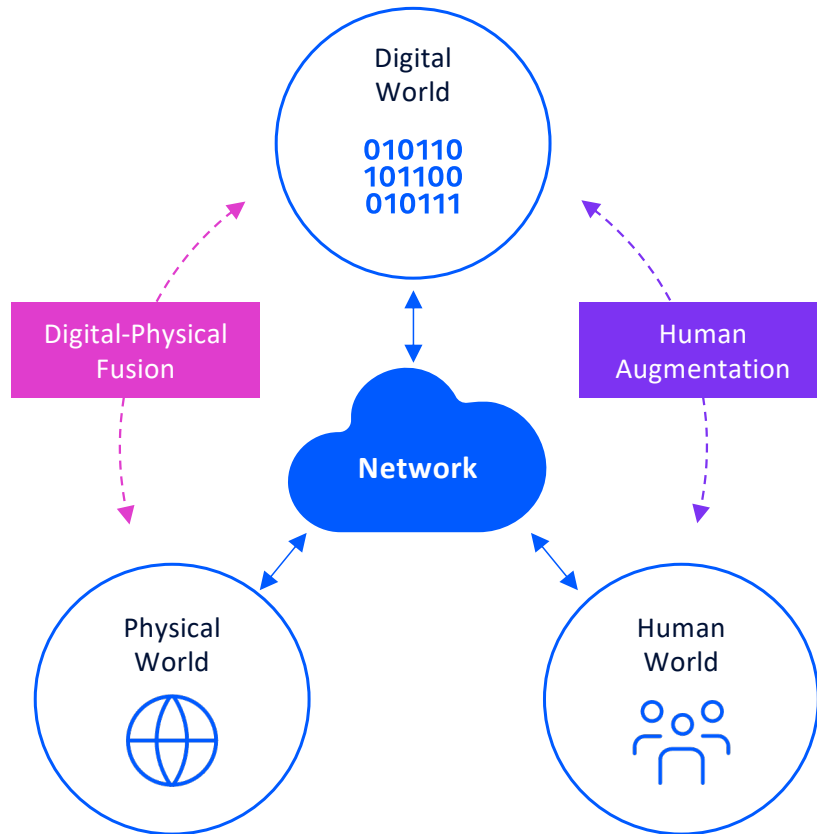 Digital
World
010110
101100
010111
Digital-Physical
Fusion
Human
Augmentation
Network
Physical
World
Human
World